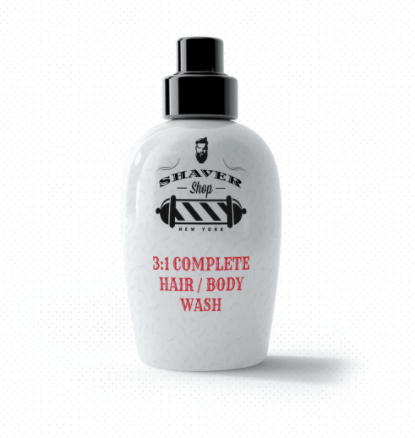 SHAVER
Shop
NEW YORK
3:1 COMPLETE
HAIR / BODY
WASH